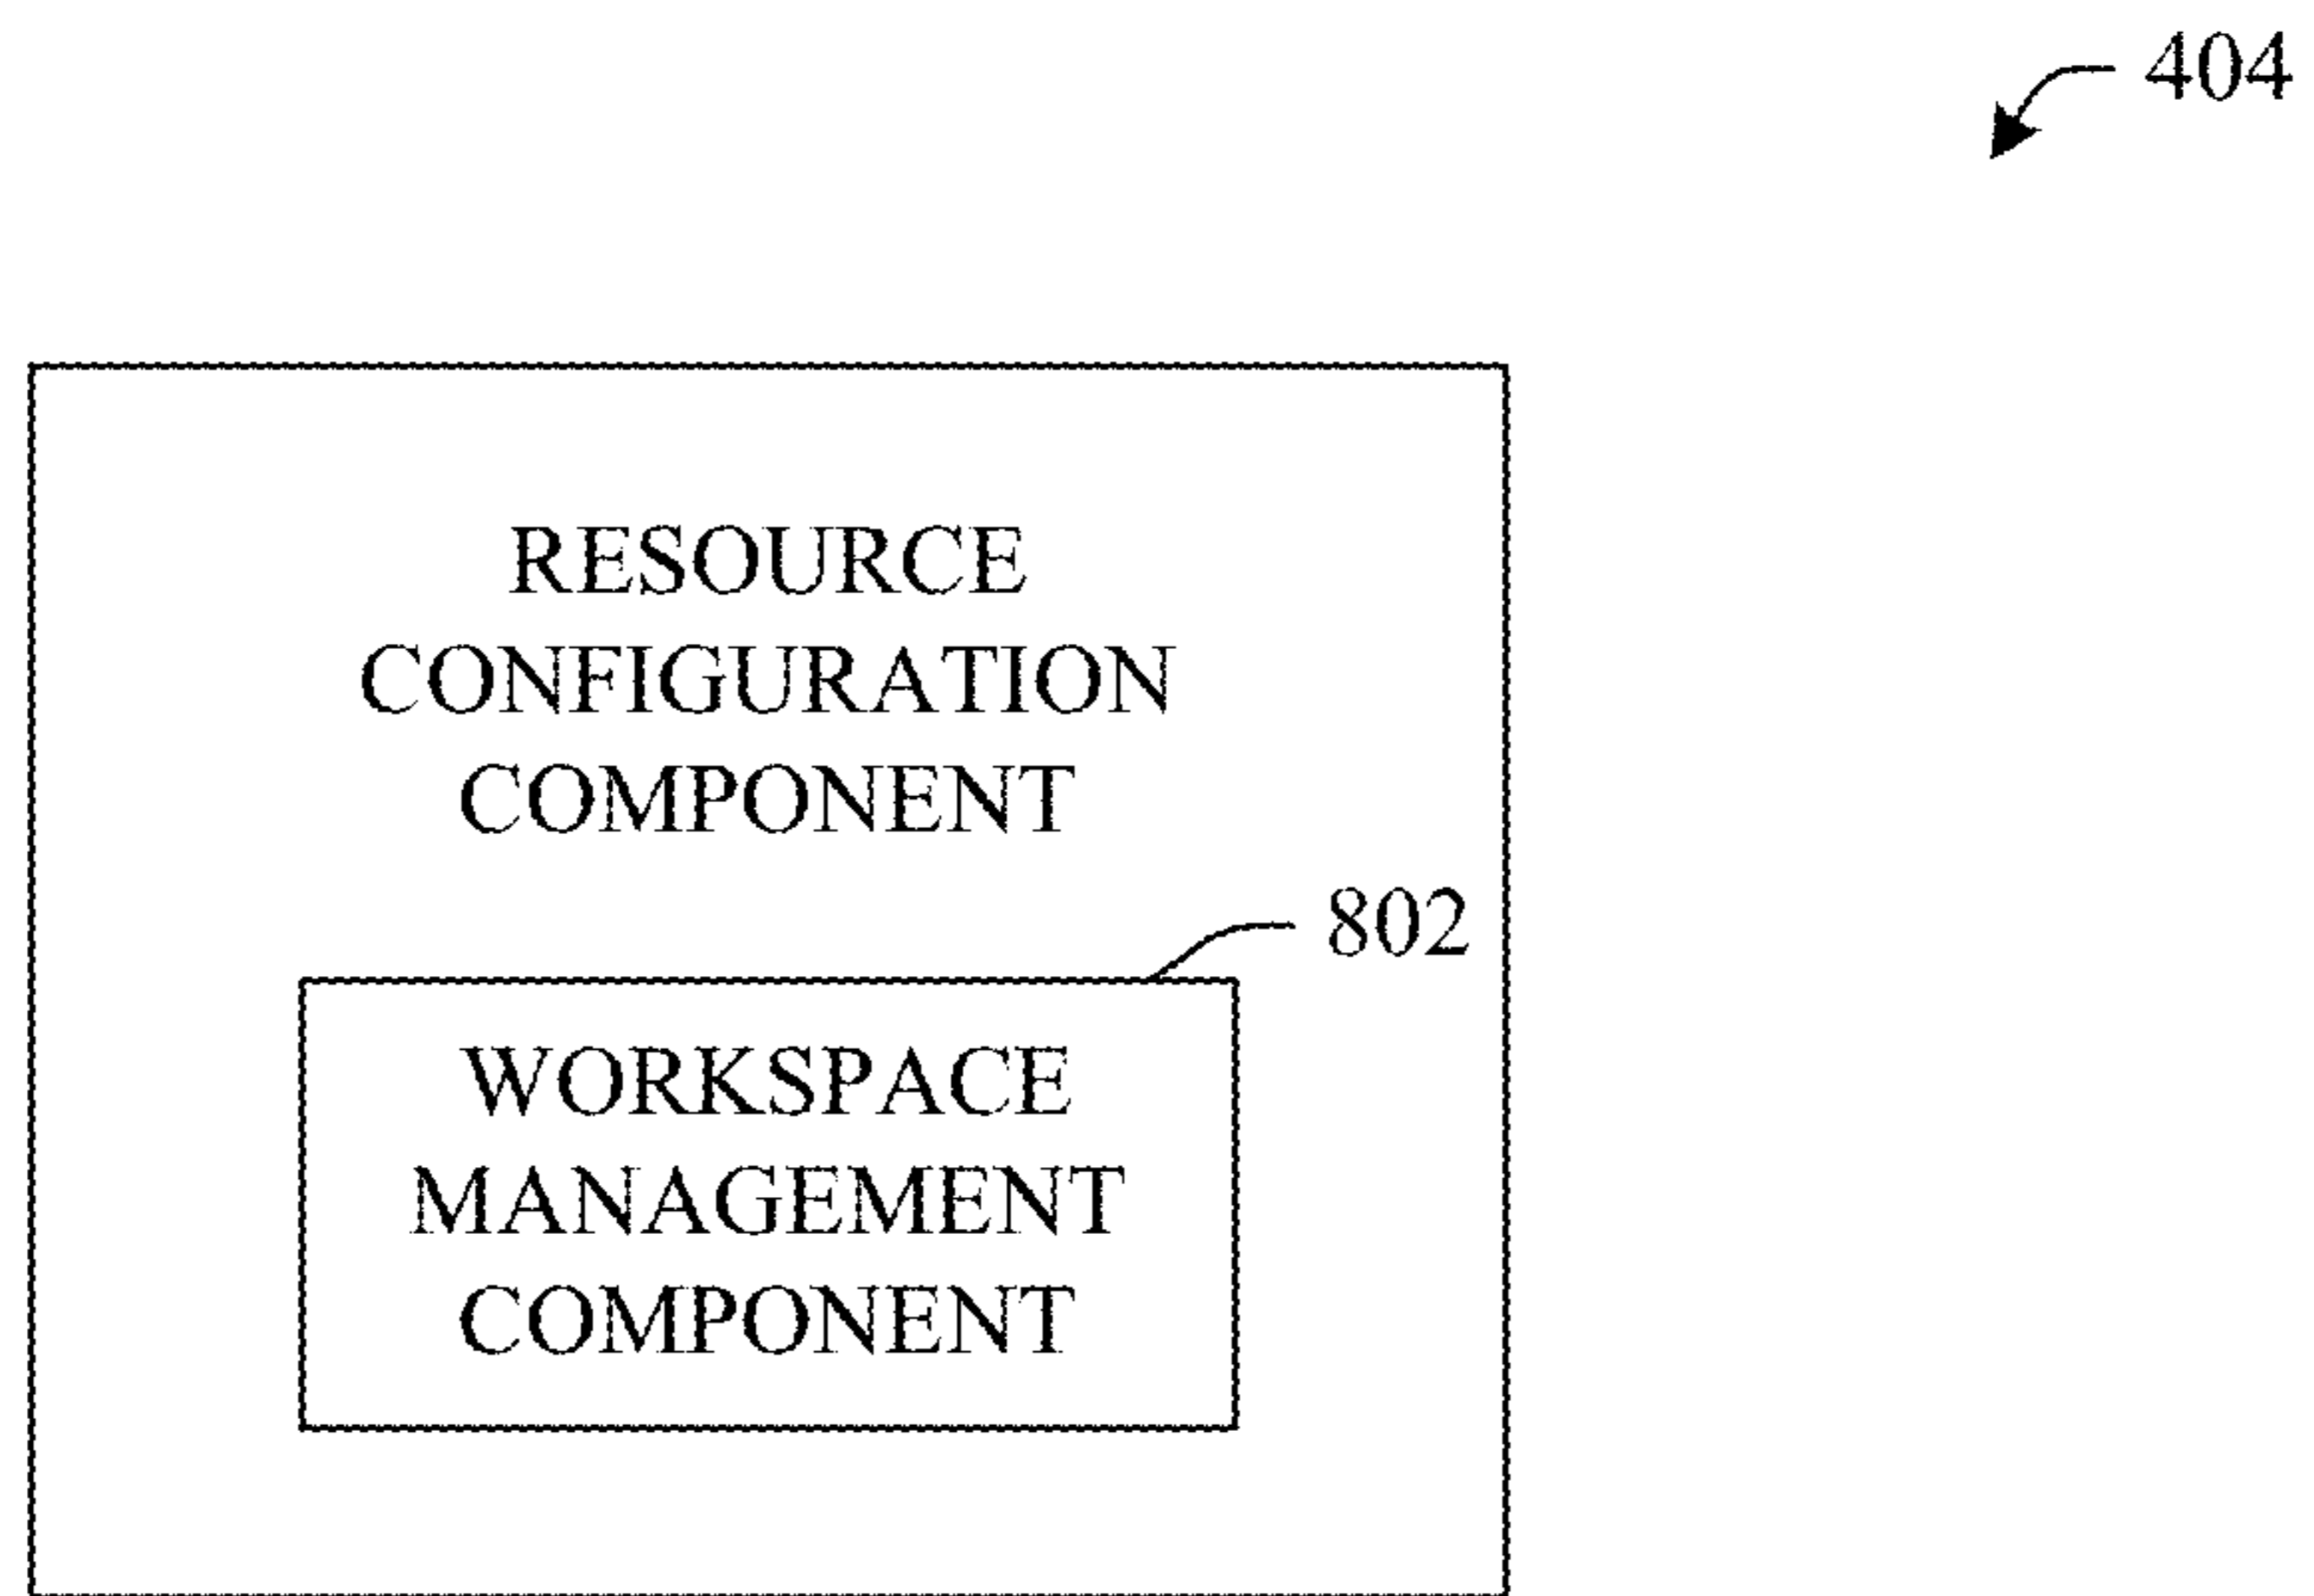 404
RESOURCE
CONFIGURATION
COMPONENT
802
WORKSPACE
MANAGEMENT
COMPONENT